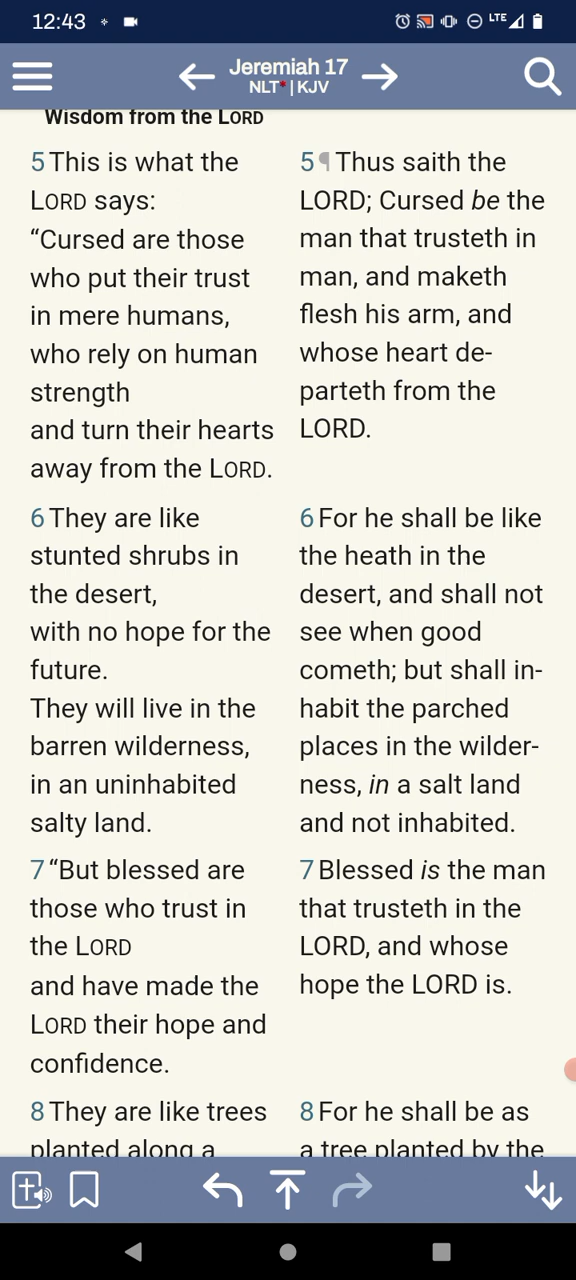 12:43
LTE
Jeremiah 17
NLT* | KJV
Wisdom from the LORD
5 This is what the
LORD says:
“Cursed are those
who put their trust
in mere humans,
who rely on human
strength
and turn their hearts
away from the LORD.
6 They are like
stunted shrubs in
the desert,
with no hope for the
future.
They will live in the
barren wilderness,
in an uninhabited
salty land.
7 “But blessed are
those who trust in
the LORD
and have made the
LORD their hope and
confidence.
8 They are like trees
planted along a
5 ¶ Thus saith the
LORD; Cursed be the
man that trusteth in
man, and maketh
flesh his arm, and
whose heart de-
parteth from the
LORD.
6 For he shall be like
the heath in the
desert, and shall not
see when good
cometh; but shall in-
habit the parched
places in the wilder-
ness, in a salt land
and not inhabited.
7 Blessed is the man
that trusteth in the
LORD, and whose
hope the LORD is.
8 For he shall be as
a tree planted by the